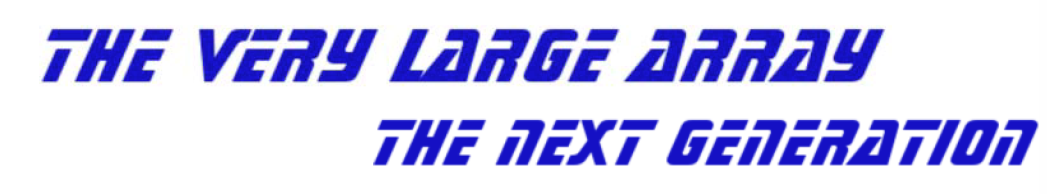 THE VERY LARGE ARRAY
THE NEXT GENERATION